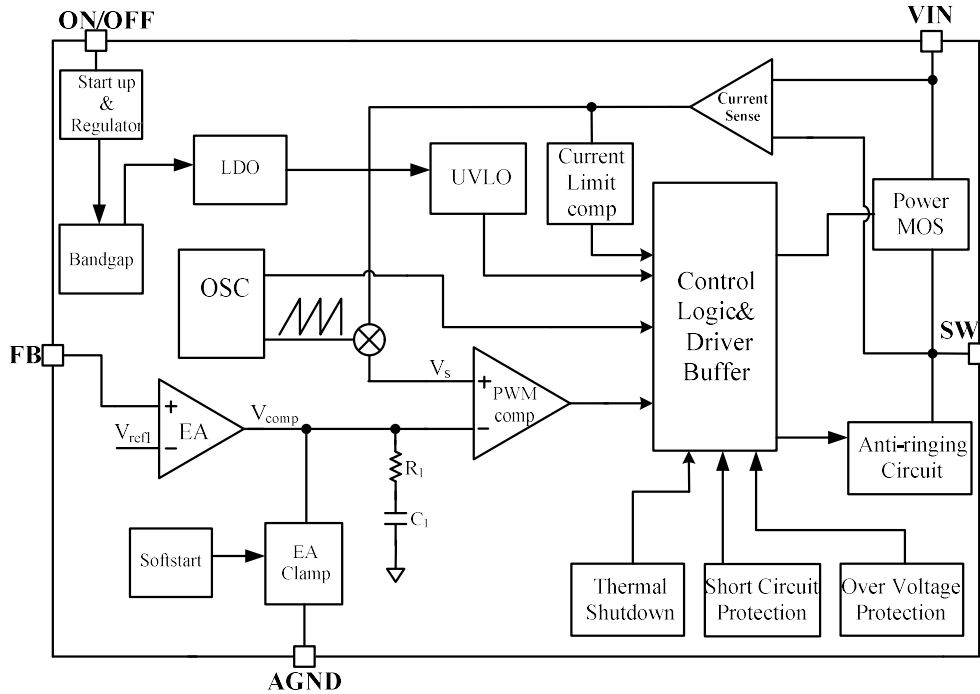 ON/OFF
VIN
Start up
&
Regulator
Current
Sense
LDO
UVLO
Current
Limit
comp
Power
MOS
Bandgap
OSC
Control
Logic&
Driver
Buffer
SW
FB
Vs
PWM
comp
Vcomp
Vref1
EA
R1
C1
Anti-ringing
Circuit
Softstart
EA
Clamp
Thermal
Shutdown
Short Circuit
Protection
Over Voltage
Protection
AGND